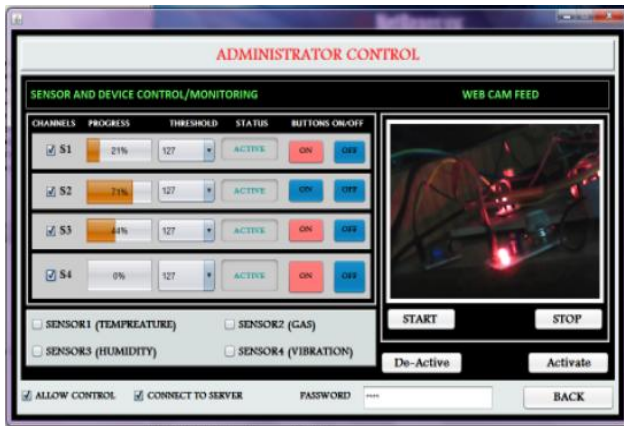 ADMINISTRATOR CONTROL
SENSOR AND DEVICE CONTROL/MONITORING
WEB CAM FEED
CHANNELS PROGRESS THRESHOLD STATUS BUTTONS ON/OFF
S1 21% 127 ACTIVE ON OFF
S2 71% 127 ACTIVE ON OFF
S3 44% 127 ACTIVE ON OFF
S4 0% 127 ACTIVE ON OFF
SENSOR1 (TEMPREATURE) SENSOR2 (GAS)
SENSOR3 (HUMIDITY) SENSOR4 (VIBRATION)
START STOP
De-Active Activate
ALLOW CONTROL CONNECT TO SERVER PASSWORD **** BACK